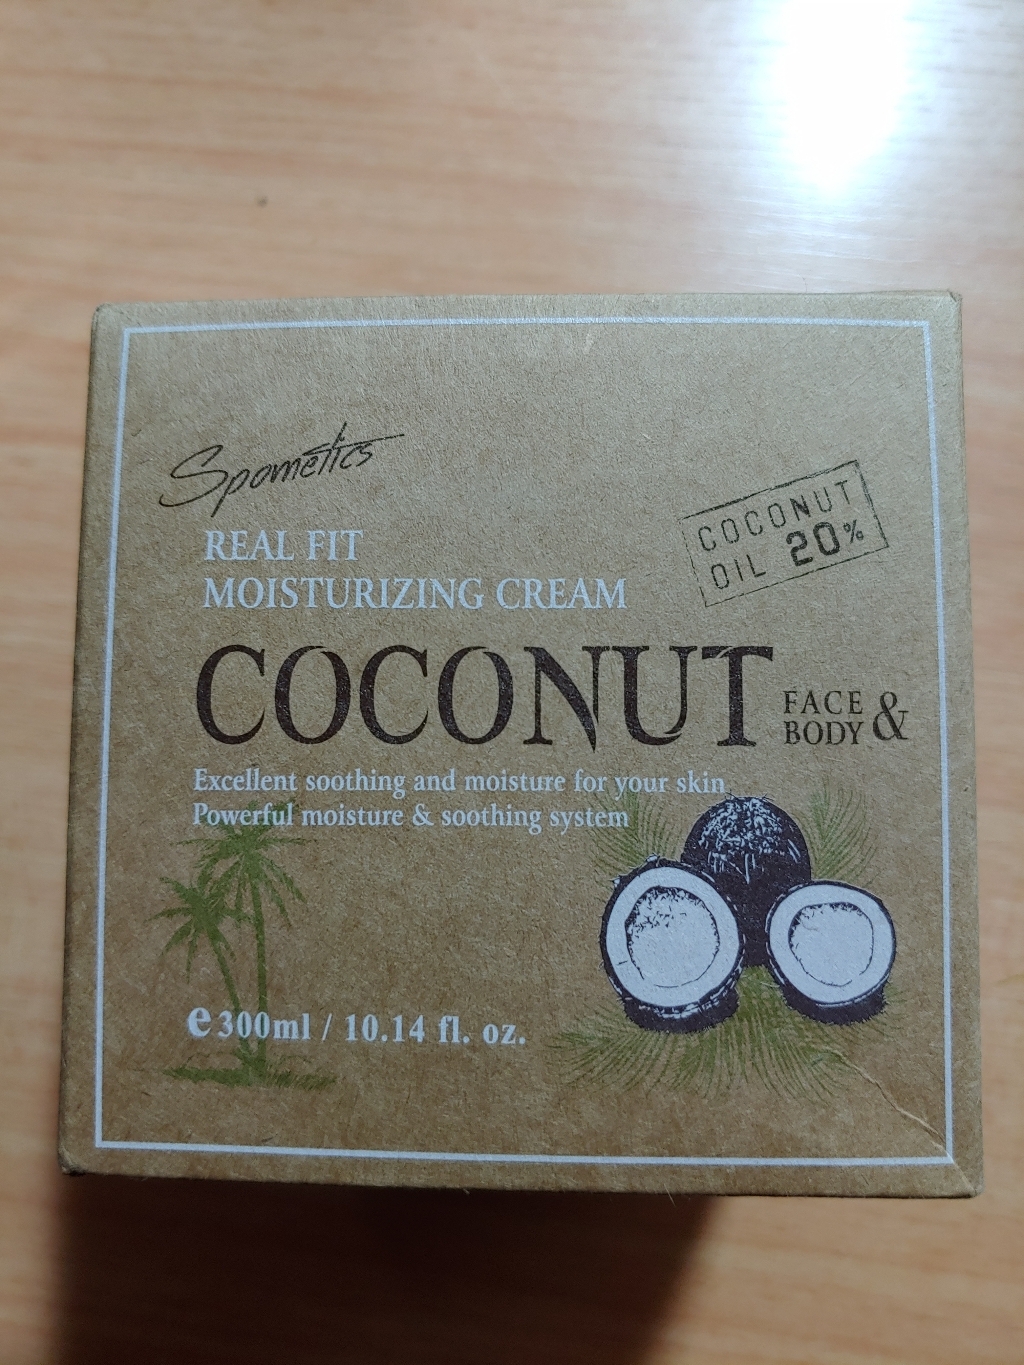 Spometics
REAL FIT
MOISTURIZING CREAM
COCONUT
OIL 20%
COCONUT
FACE &
BODY
Excellent soothing and moisture for your skin
Powerful moisture & soothing system
e300ml / 10.14 fl. oz.